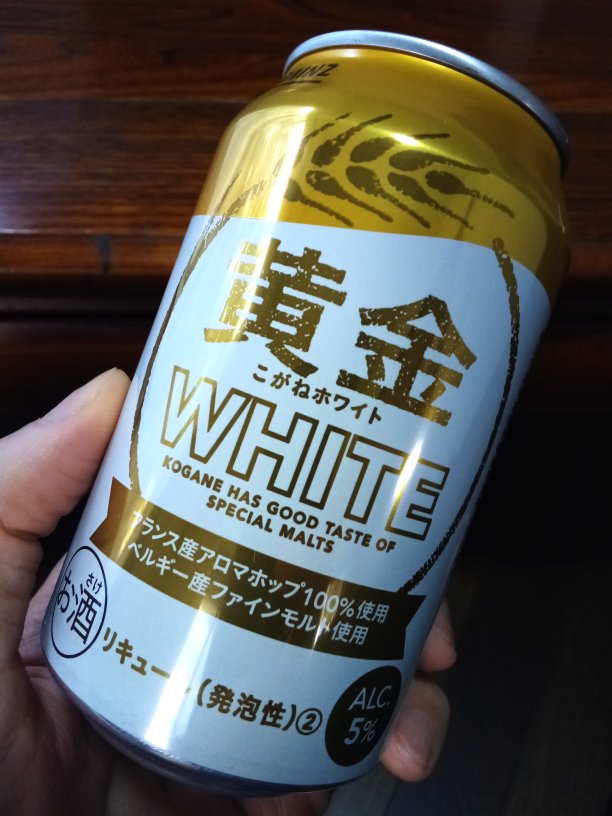 黄金
こがねホワイト
WHITE
KOGANE HAS GOOD TASTE OF
SPECIAL MALTS
フランス産アロマホップ100%使用
ベルギー産ファインモルト使用
お酒
さけ
リキュール(発泡性)②
ALC.
5%